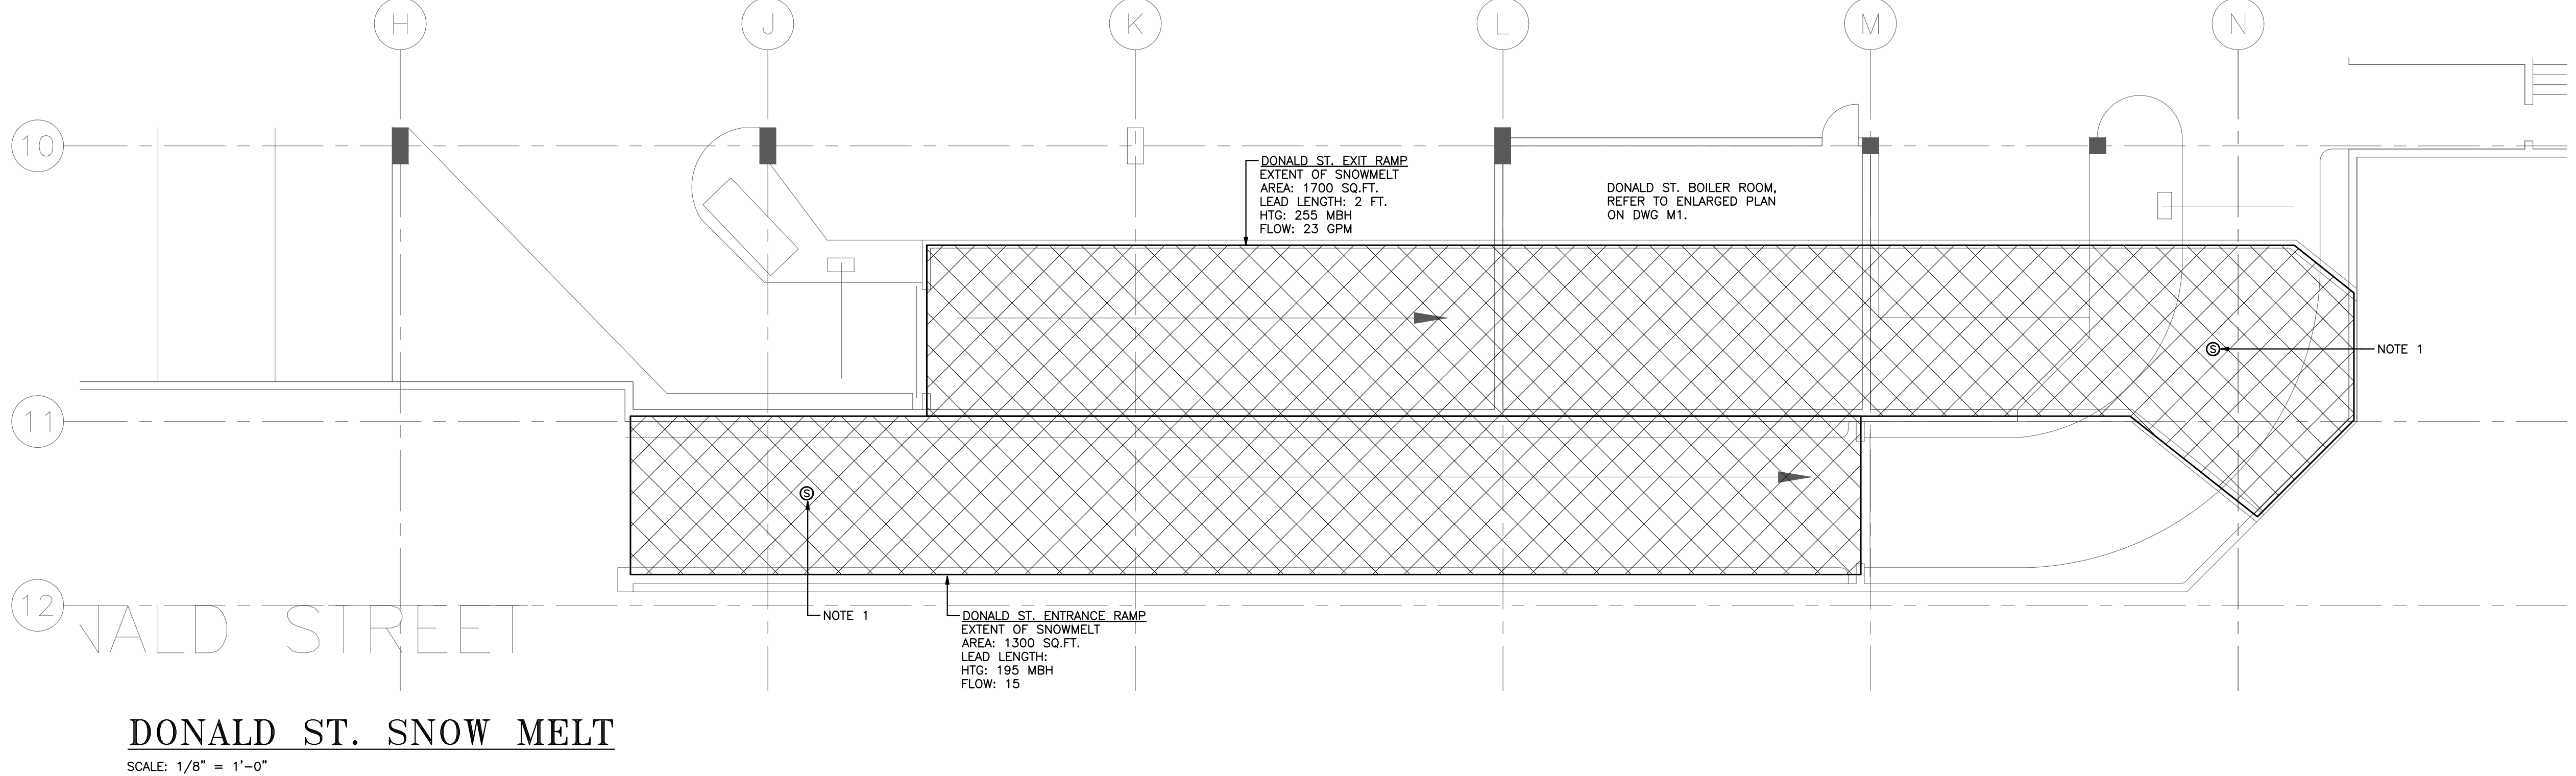 H
J
K
L
M
N
10
DONALD ST. EXIT RAMP
EXTENT OF SNOWMELT
AREA: 1700 SQ.FT.
LEAD LENGTH: 2 FT.
HTG: 255 MBH
FLOW: 23 GPM
DONALD ST. BOILER ROOM,
REFER TO ENLARGED PLAN
ON DWG M1.
S
NOTE 1
11
S
NOTE 1
12
NALD STREET
DONALD ST. ENTRANCE RAMP
EXTENT OF SNOWMELT
AREA: 1300 SQ.FT.
LEAD LENGTH:
HTG: 195 MBH
FLOW: 15
DONALD ST. SNOW MELT
SCALE: 1/8" = 1'-0"